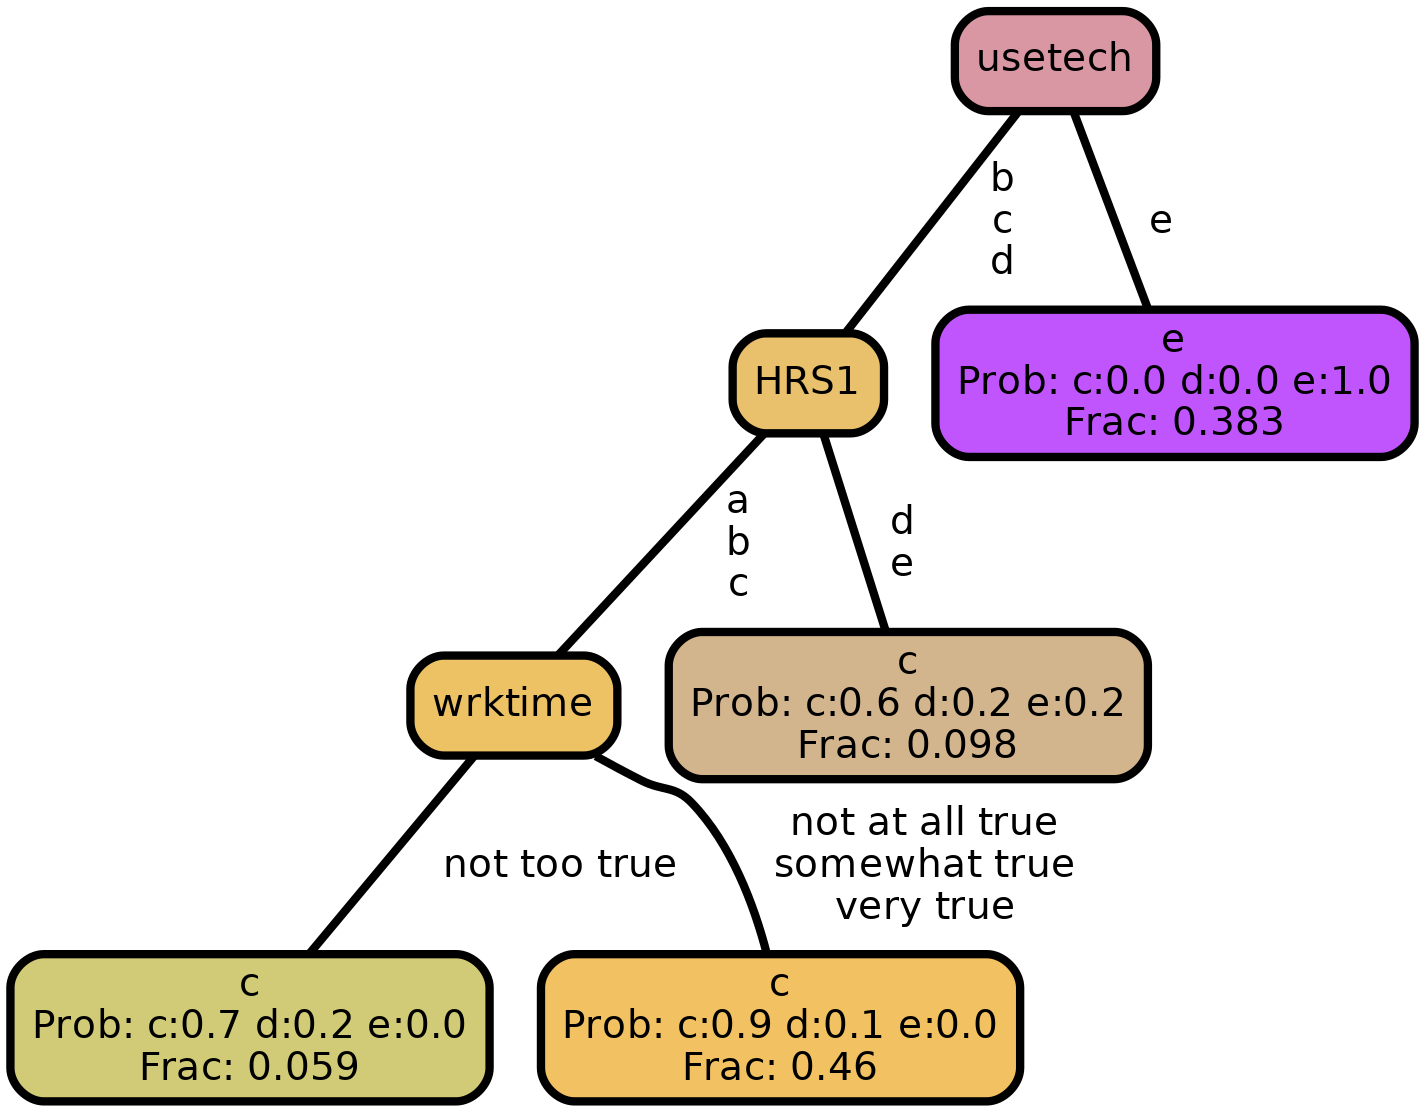 usetech
b
c
d
e
HRS1
e
Prob: c:0.0 d:0.0 e:1.0
Frac: 0.383
a
b
c
d
e
wrktime
c
Prob: c:0.6 d:0.2 e:0.2
Frac: 0.098
not too true
not at all true
somewhat true
very true
c
Prob: c:0.7 d:0.2 e:0.0
Frac: 0.059
c
Prob: c:0.9 d:0.1 e:0.0
Frac: 0.46